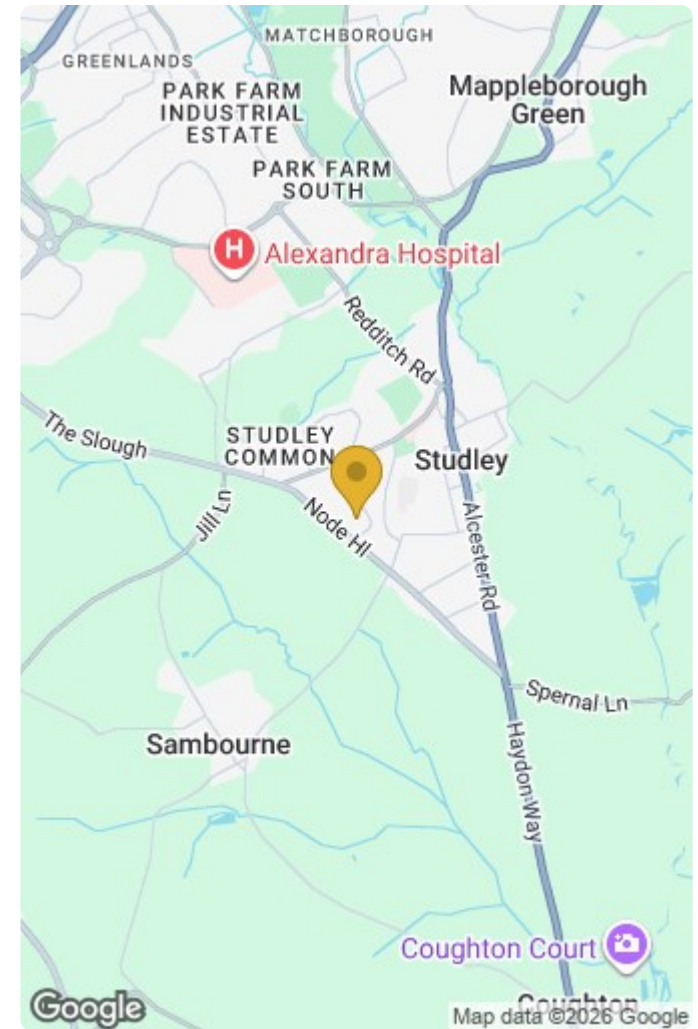 MATCHBOROUGH
GREENLANDS
PARK FARM
INDUSTRIAL
ESTATE
Mappleborough
Green
PARK FARM
SOUTH
H
Alexandra Hospital
Redditch Rd
The Slough
STUDLEY
COMMON
Studley
Jill Ln
Node Hl
Alcester Rd
Spernal Ln
Sambourne
Haydon Way
Coughton Court
Coughton
Google
Map data ©2026 Google